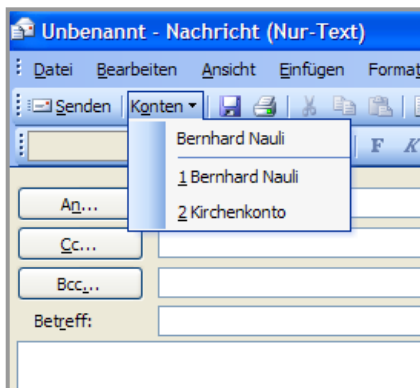 Unbenannt - Nachricht (Nur-Text)
Datei Bearbeiten Ansicht Einfügen Format
Senden Konten
Bernhard Nauli
F K
1 Bernhard Nauli
An...
2 Kirchenkonto
Cc...
Bcc...
Betreff: